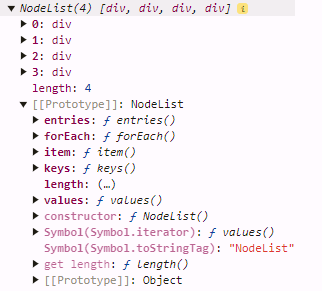 NodeList(4) [div, div, div, div] i
0: div
1: div
2: div
3: div
length: 4
[[Prototype]]: NodeList
entries: ƒ entries()
forEach: ƒ forEach()
item: ƒ item()
keys: ƒ keys()
length: (…)
values: ƒ values()
constructor: ƒ NodeList()
Symbol(Symbol.iterator): ƒ values()
Symbol(Symbol.toStringTag): "NodeList"
get length: ƒ length()
[[Prototype]]: Object